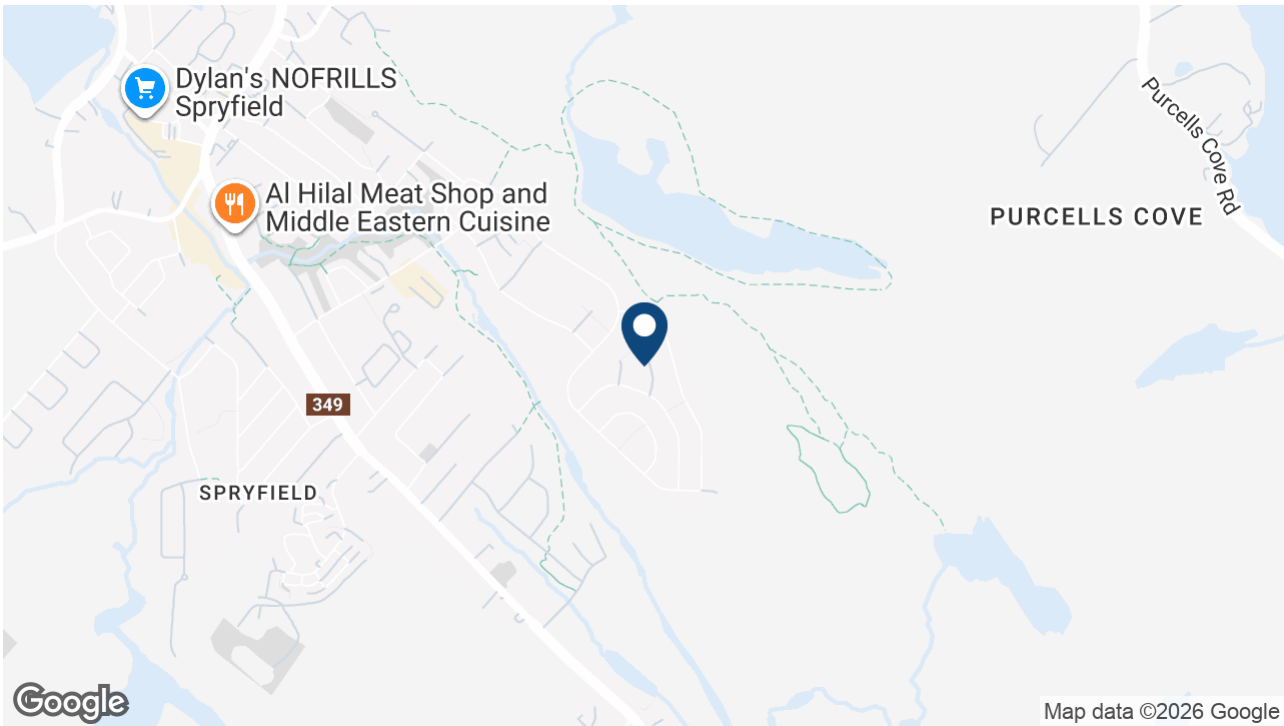 Dylan's NOFRILLS
Spryfield
Al Hilal Meat Shop and
Middle Eastern Cuisine
Purcells Cove Rd
PURCELLS COVE
349
SPRYFIELD
Google
Map data ©2026 Google